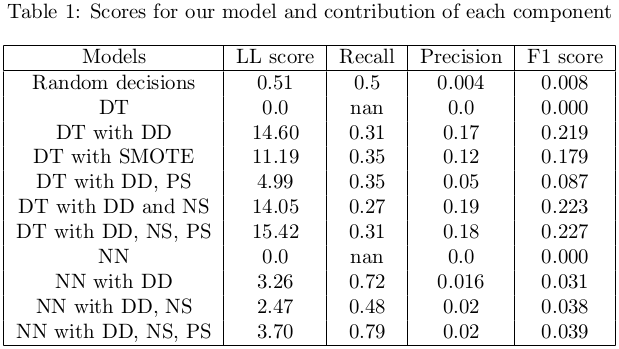 Table 1: Scores for our model and contribution of each component
Models LL score Recall Precision F1 score
Random decisions 0.51 0.5 0.004 0.008
DT 0.0 nan 0.0 0.000
DT with DD 14.60 0.31 0.17 0.219
DT with SMOTE 11.19 0.35 0.12 0.179
DT with DD, PS 4.99 0.35 0.05 0.087
DT with DD and NS 14.05 0.27 0.19 0.223
DT with DD, NS, PS 15.42 0.31 0.18 0.227
NN 0.0 nan 0.0 0.000
NN with DD 3.26 0.72 0.016 0.031
NN with DD, NS 2.47 0.48 0.02 0.038
NN with DD, NS, PS 3.70 0.79 0.02 0.039